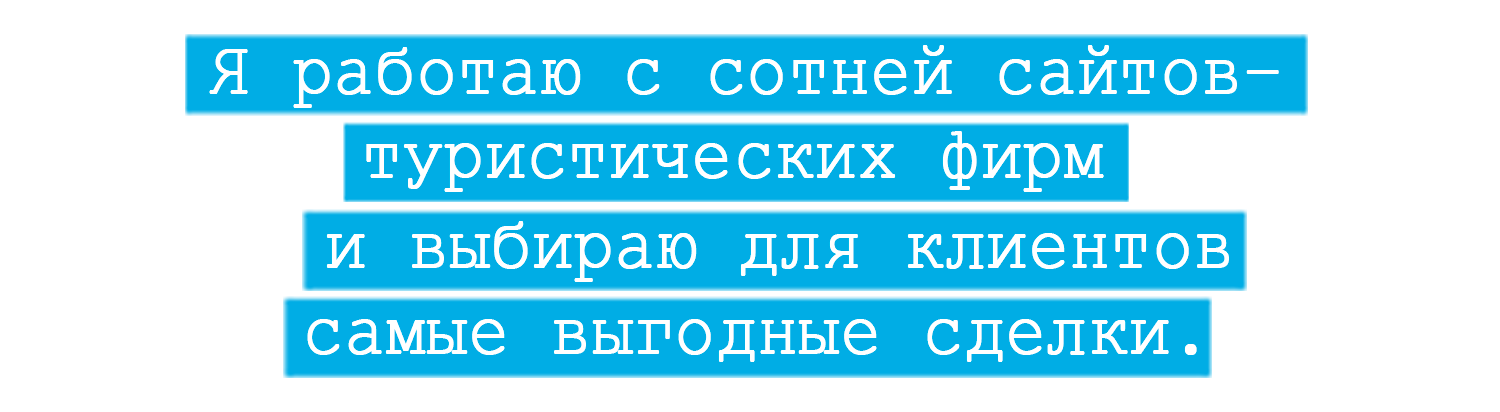 Я работаю с сотней сайтов-
туристических фирм
и выбираю для клиентов
самые выгодные сделки.